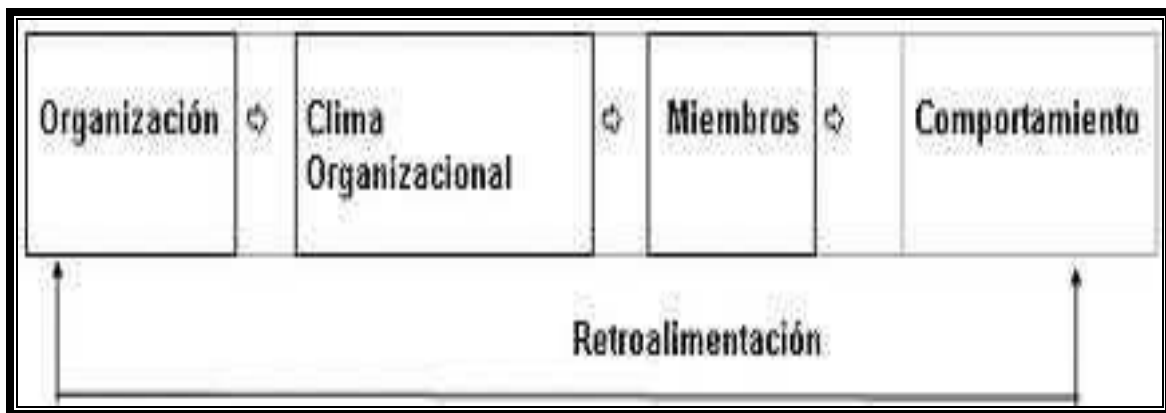 Organización
Clima
Organizacional
Miembros
Comportamiento
Retroalimentación